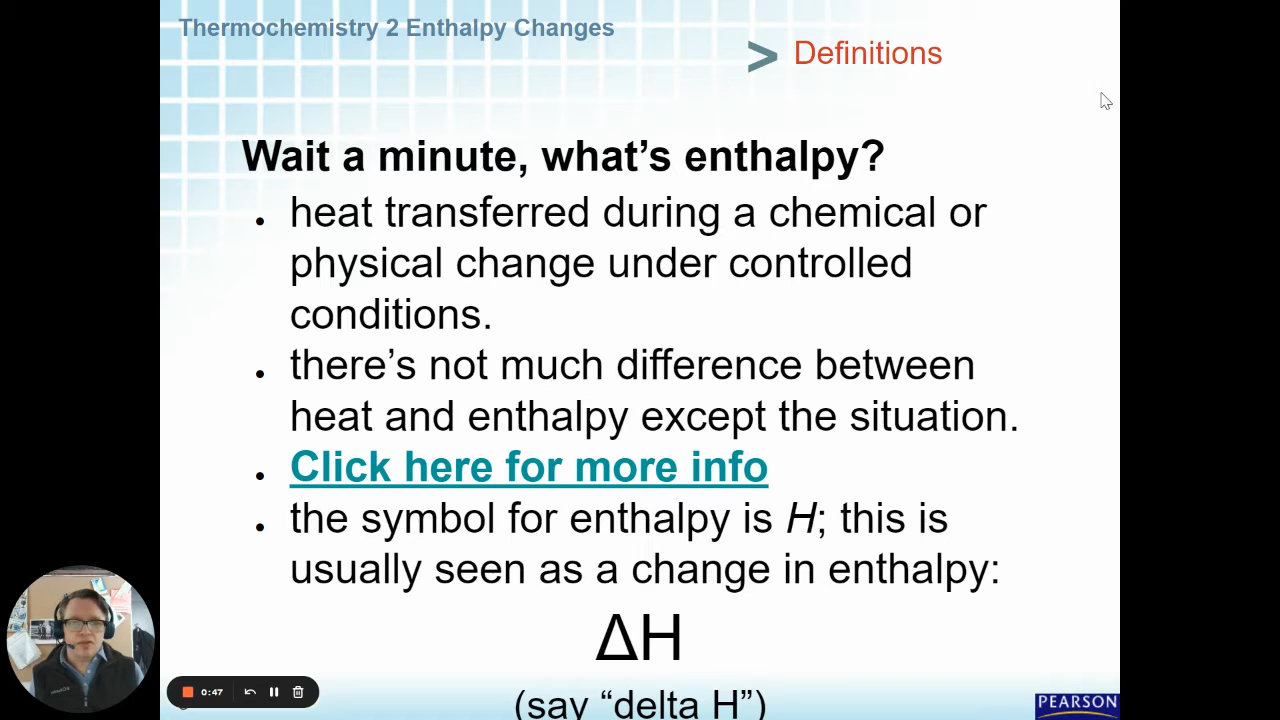 Thermochemistry 2 Enthalpy Changes
> Definitions
Wait a minute, what’s enthalpy?
• heat transferred during a chemical or
physical change under controlled
conditions.
• there’s not much difference between
heat and enthalpy except the situation.
• Click here for more info
• the symbol for enthalpy is H; this is
usually seen as a change in enthalpy:
ΔH
(say “delta H”)
0:47
PEARSON